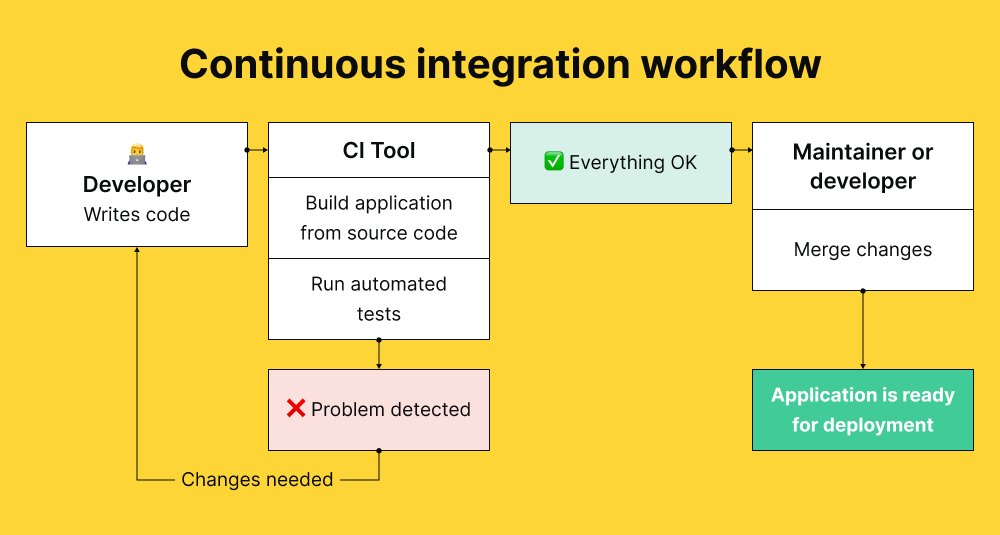 Continuous integration workflow
Developer
Writes code
CI Tool
Build application
from source code
Run automated
tests
Everything OK
Maintainer or
developer
Merge changes
Problem detected
Application is ready
for deployment
Changes needed